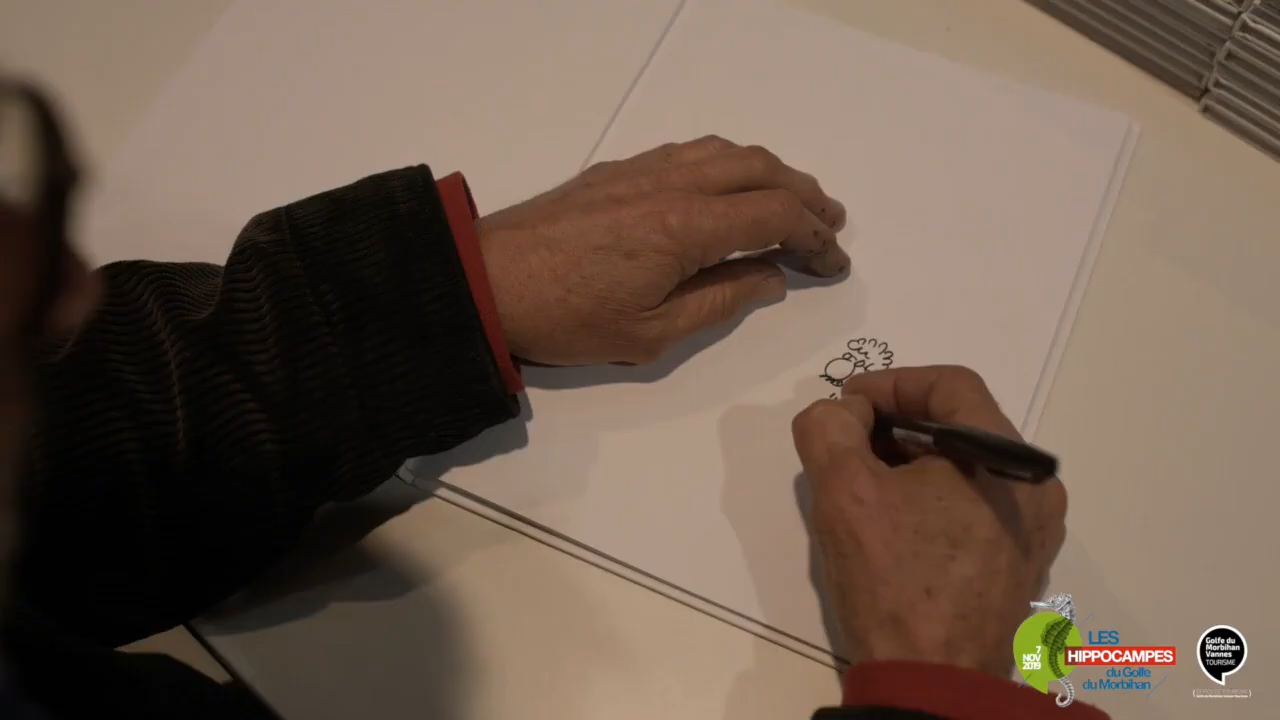 7
NOV
2019
LES
HIPPOCAMPES
du Golfe
du Morbihan
Golfe du
Morbihan
Vannes
TOURISME